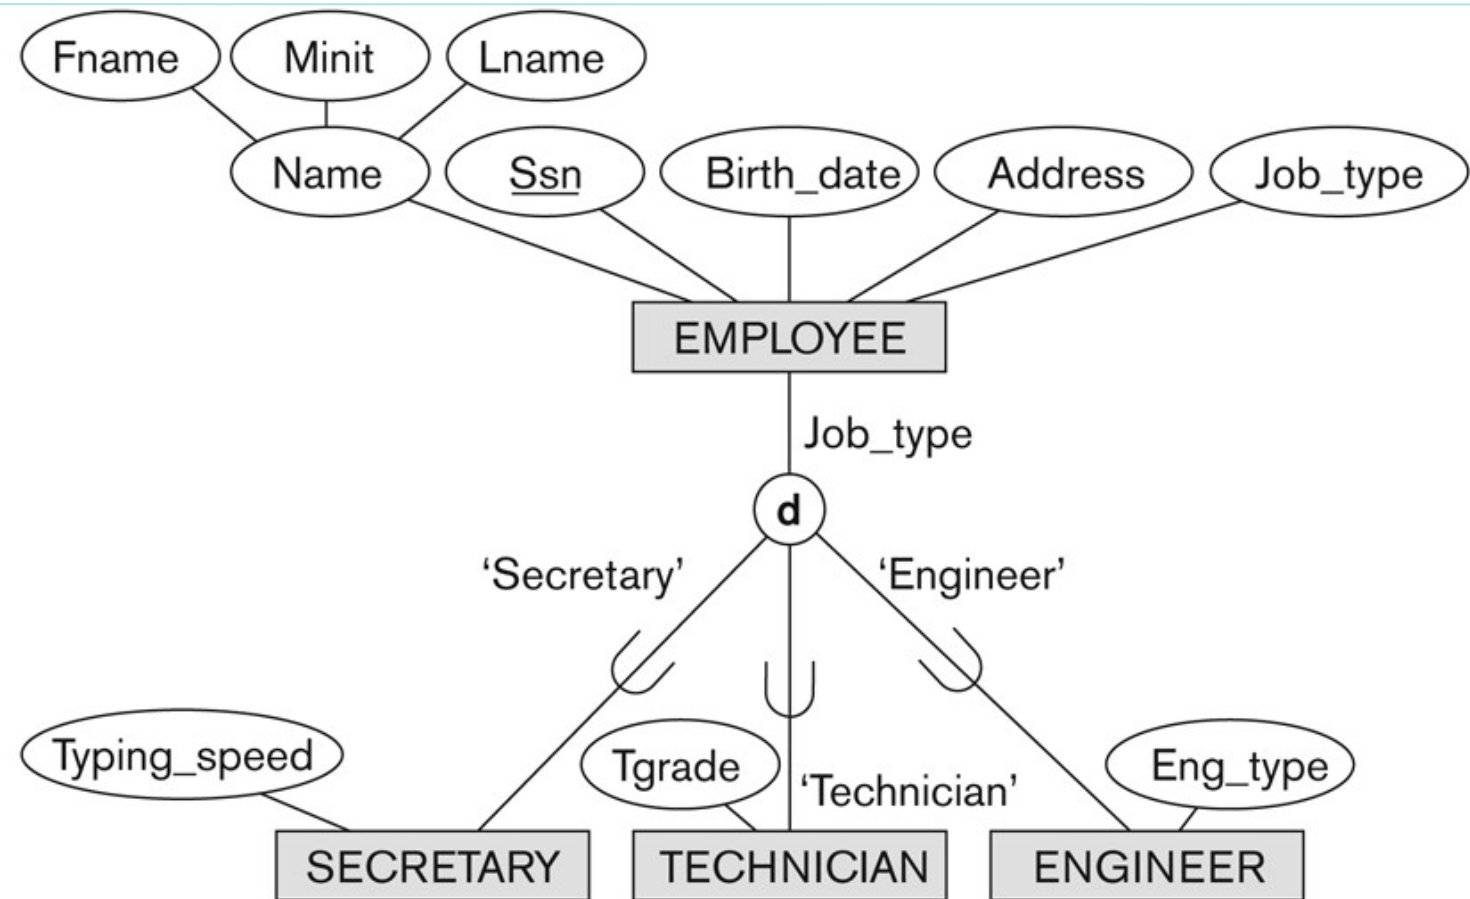 Fname Minit Lname
Name Ssn Birth_date Address Job_type
EMPLOYEE
Job_type
d
‘Secretary’ ‘Engineer’
Typing_speed Tgrade ‘Technician’ Eng_type
SECRETARY TECHNICIAN ENGINEER